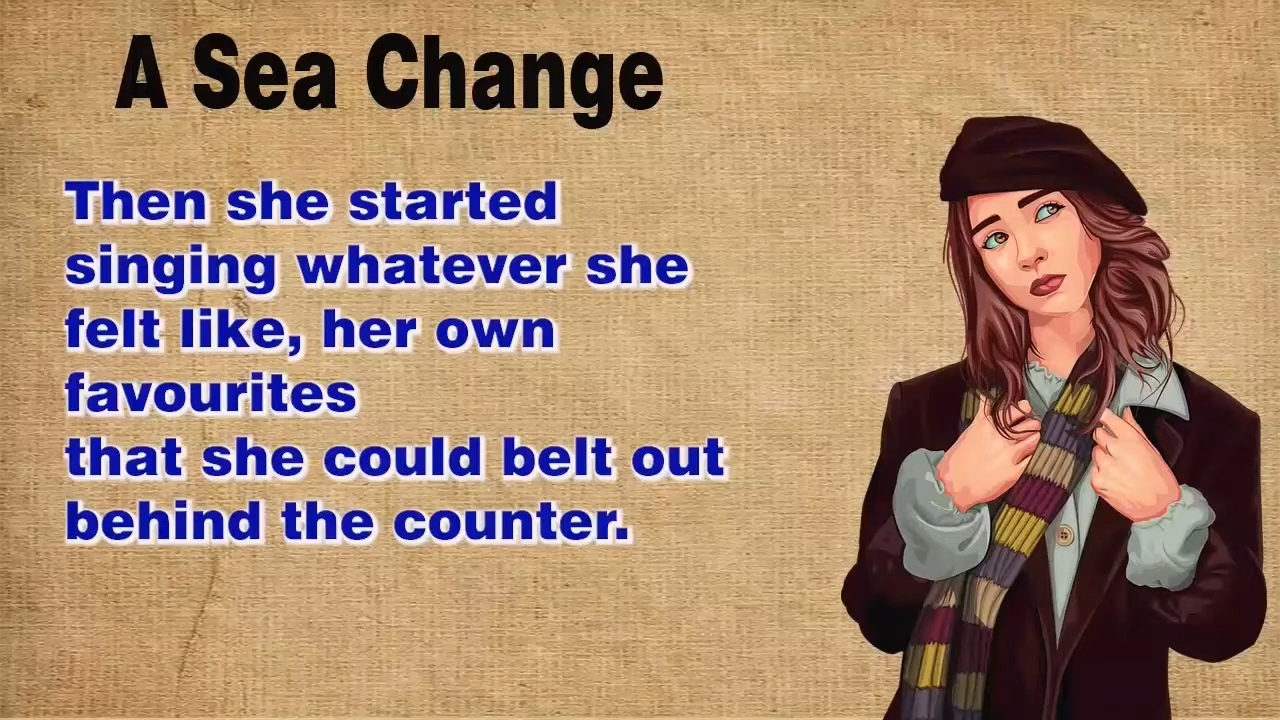 A Sea Change
Then she started
singing whatever she
felt like, her own
favourites
that she could belt out
behind the counter.